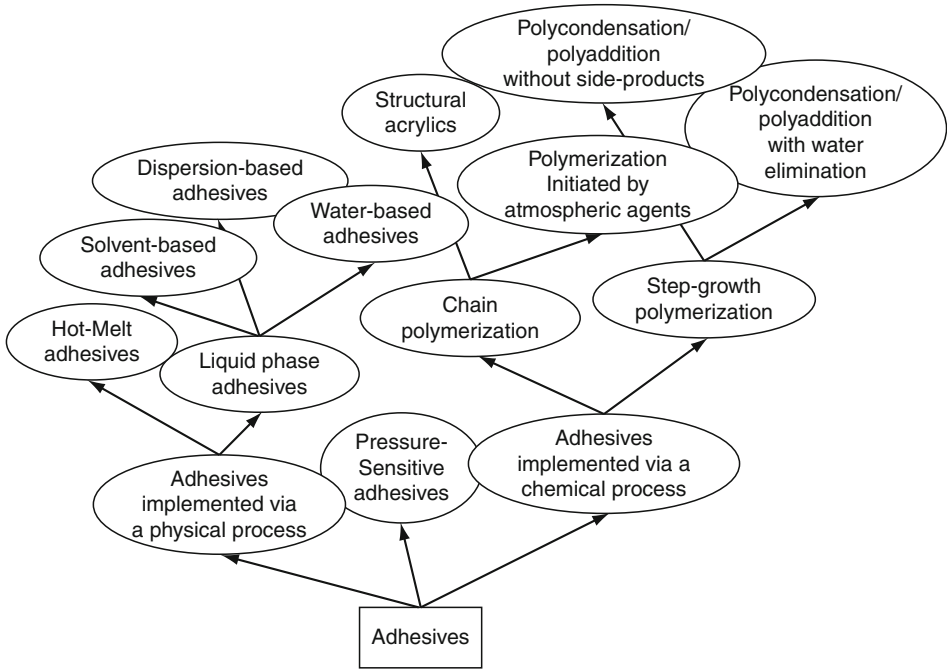 Polycondensation/
polyaddition
without side-products
Polycondensation/
polyaddition
with water
elimination
Structural
acrylics
Polymerization
Initiated by
atmospheric agents
Dispersion-based
adhesives
Water-based
adhesives
Solvent-based
adhesives
Chain
polymerization
Step-growth
polymerization
Hot-Melt
adhesives
Liquid phase
adhesives
Pressure-
Sensitive
adhesives
Adhesives
implemented via a
chemical process
Adhesives
implemented via
a physical process
Adhesives